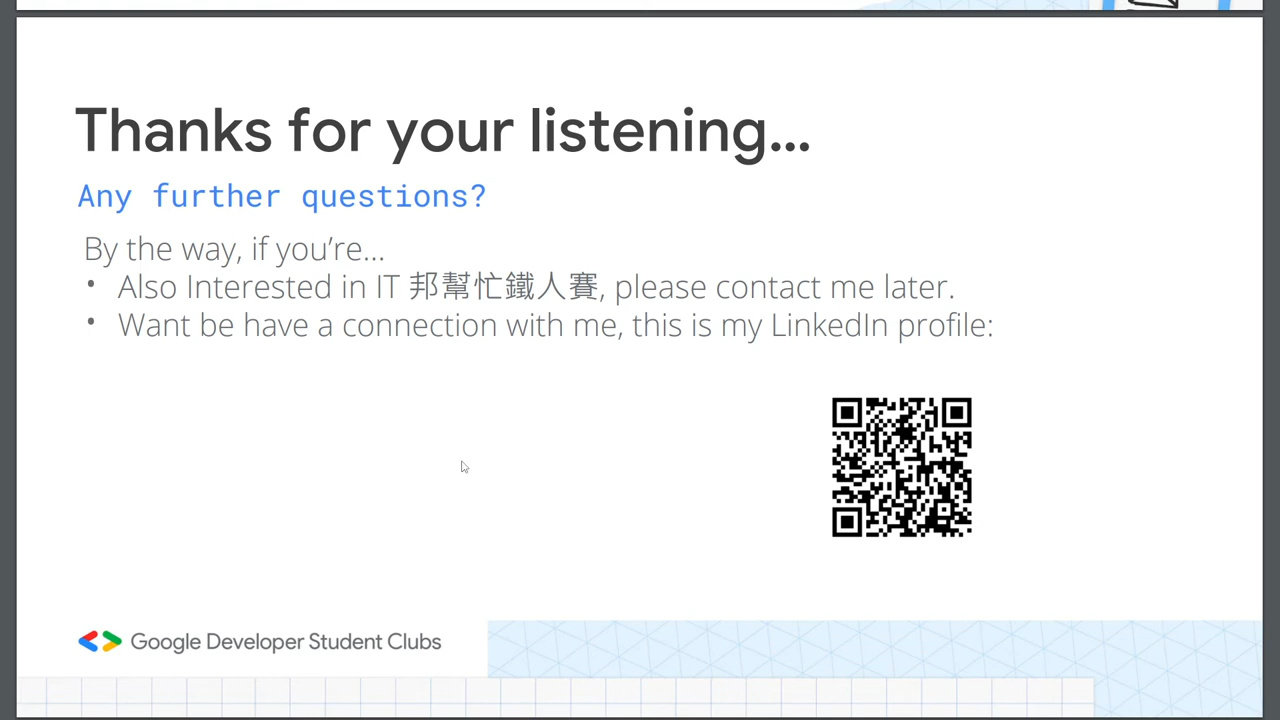 Thanks for your listening...
Any further questions?
By the way, if you're...
• Also Interested in IT 邦幫忙鐵人賽, please contact me later.
• Want be have a connection with me, this is my LinkedIn profile:
Google Developer Student Clubs